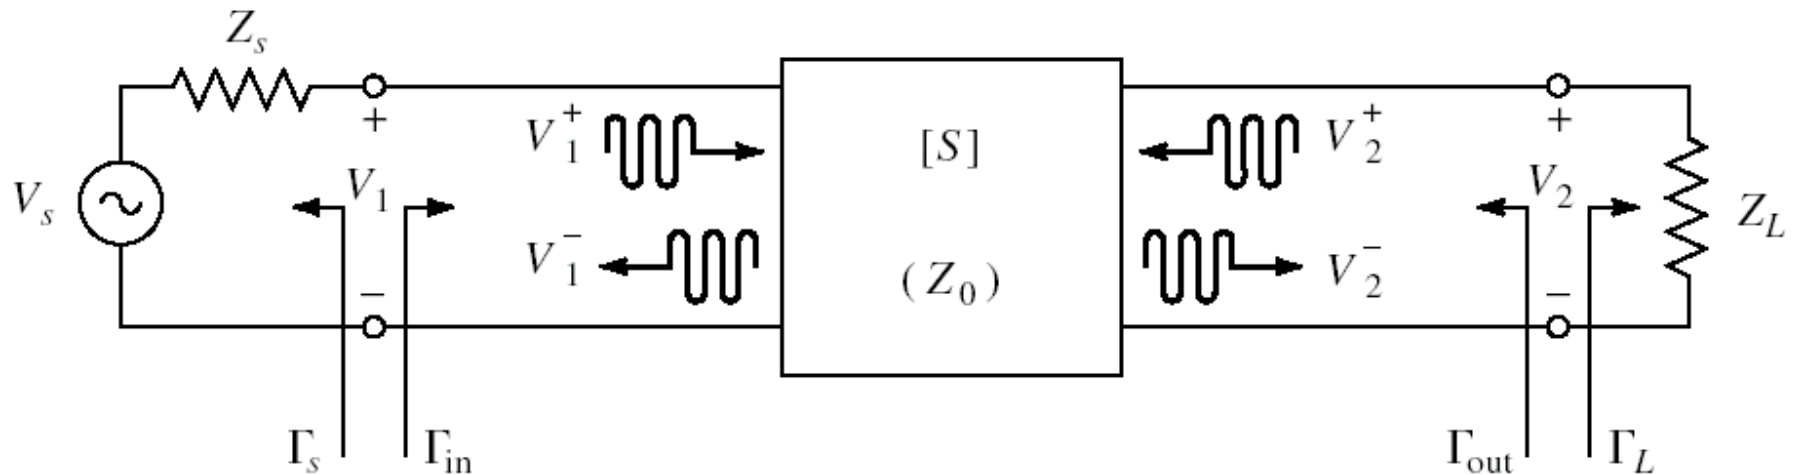 Z_s
+
V_1^+
[S]
V_2^+
+
V_s
V_1
V_2
Z_L
V_1^-
(Z_0)
V_2^-
−
−
Γ_s
Γ_in
Γ_out
Γ_L